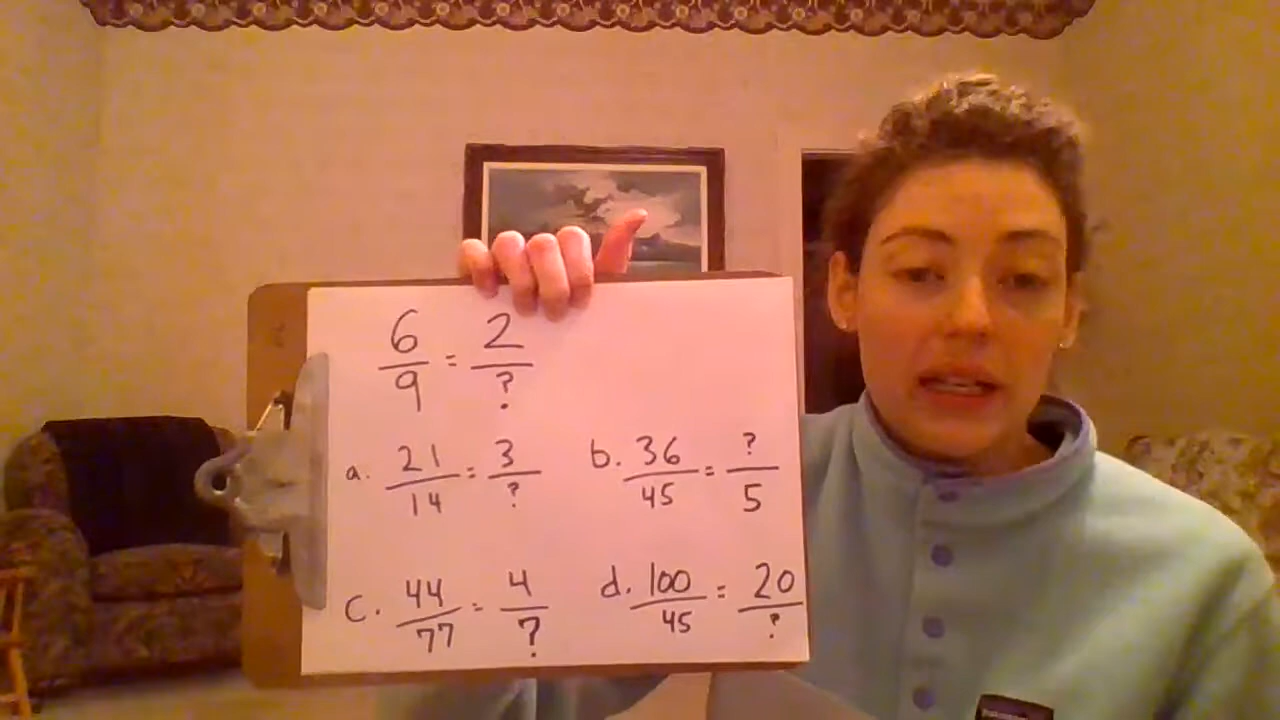 6/9 = 2/?
a. 21/14 = 3/? b. 36/45 = ?/5
c. 44/77 = 4/? d. 100/45 = 20/?